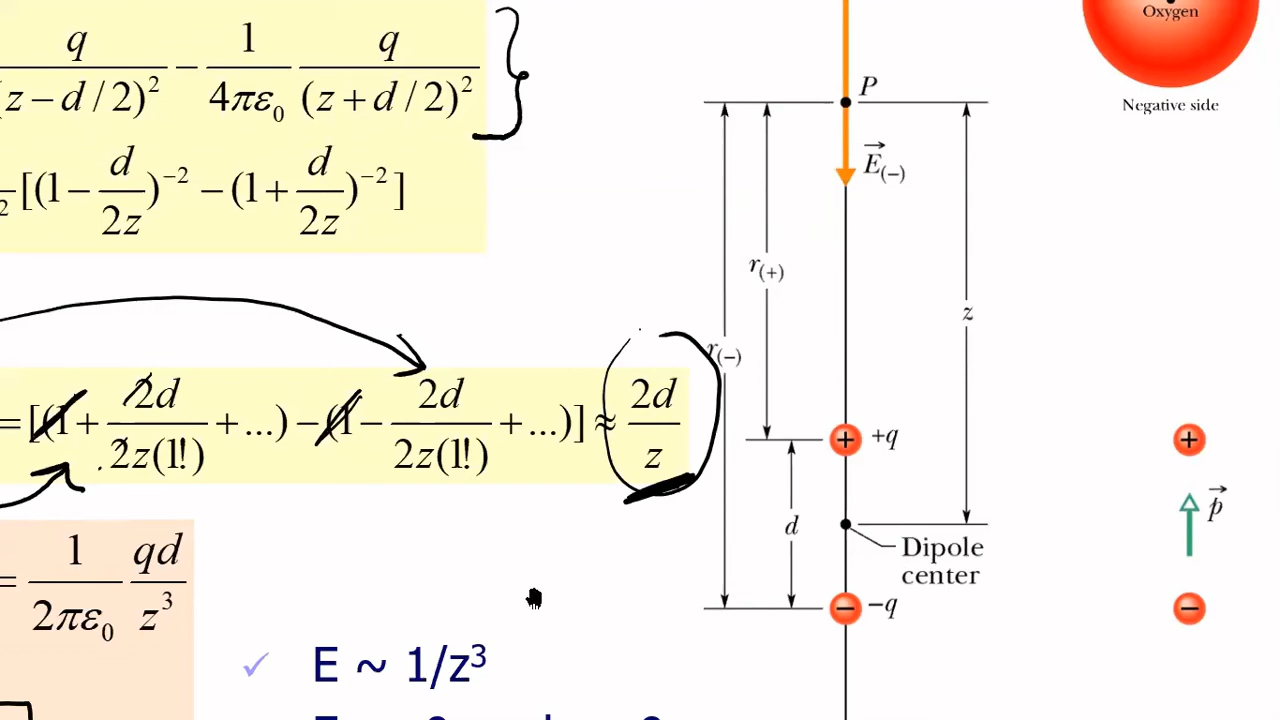 q/(z − d/2)² − 1/4πε₀ q/(z + d/2)²
₂[(1 − d/2z)⁻² − (1 + d/2z)⁻²]
= [(1 + 2d/2z(1!) + ...) − (1 − 2d/2z(1!) + ...)] ≈ 2d/z
= 1/2πε₀ qd/z³
E ~ 1/z³
Oxygen
Negative side
P
E⃗(−)
r(+)
z
r(−)
+q
d
Dipole
center
−q
+
−
+
p⃗
−